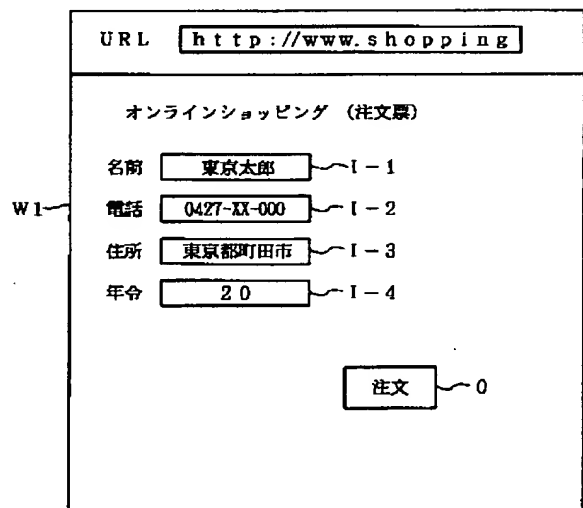 URL http://www.shopping
オンラインショッピング (注文票)
名前 東京太郎 I-1
W1 電話 0427-XX-000 I-2
住所 東京都町田市 I-3
年令 20 I-4
注文 O